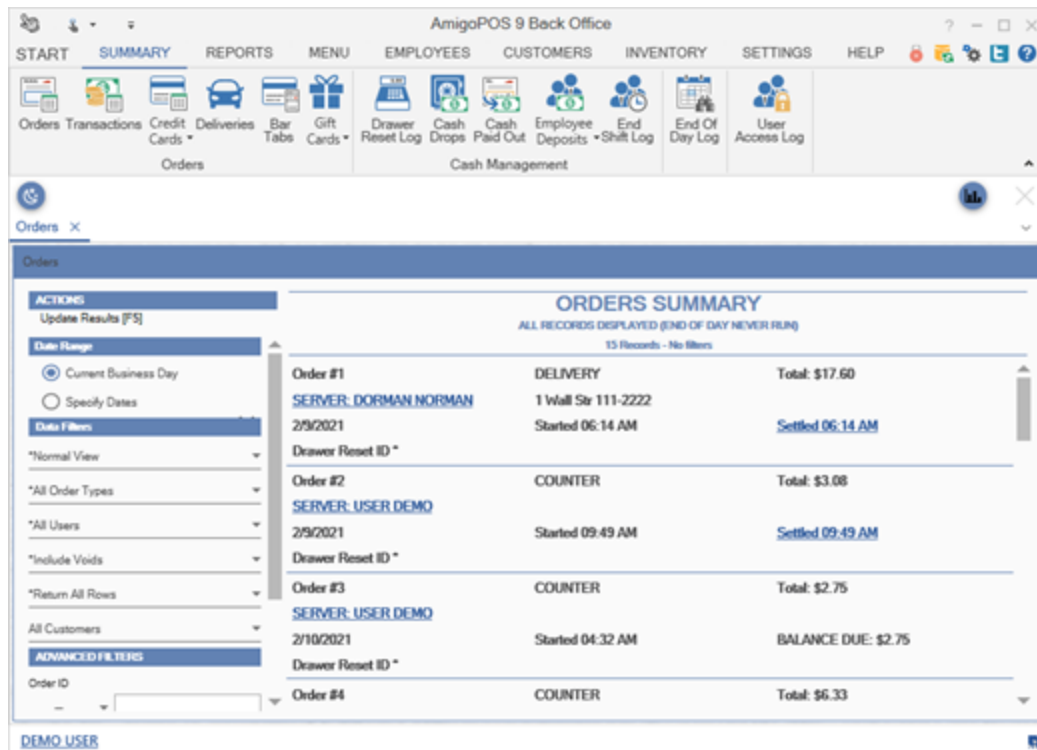 AmigoPOS 9 Back Office
START SUMMARY REPORTS MENU EMPLOYEES CUSTOMERS INVENTORY SETTINGS HELP
Orders Transactions Credit Cards Deliveries Bar Tabs Gift Cards Drawer Reset Log Cash Drops Cash Paid Out Employee Deposits End Shift Log End Of Day Log User Access Log
Orders Cash Management
Orders
Orders
ACTIONS
Update Results [F5]
Date Range
Current Business Day
Specify Dates
Data Filters
*Normal View
*All Order Types
*All Users
*Include Voids
*Return All Rows
All Customers
ADVANCED FILTERS
Order ID
ORDERS SUMMARY
ALL RECORDS DISPLAYED (END OF DAY NEVER RUN)
15 Records - No filters
Order #1 DELIVERY Total: $17.60
SERVER: DORMAN NORMAN 1 Wall Str 111-2222
2/9/2021 Started 06:14 AM Settled 06:14 AM
Drawer Reset ID *
Order #2 COUNTER Total: $3.08
SERVER: USER DEMO
2/9/2021 Started 09:49 AM Settled 09:49 AM
Drawer Reset ID *
Order #3 COUNTER Total: $2.75
SERVER: USER DEMO
2/10/2021 Started 04:32 AM BALANCE DUE: $2.75
Drawer Reset ID *
Order #4 COUNTER Total: $6.33
DEMO USER